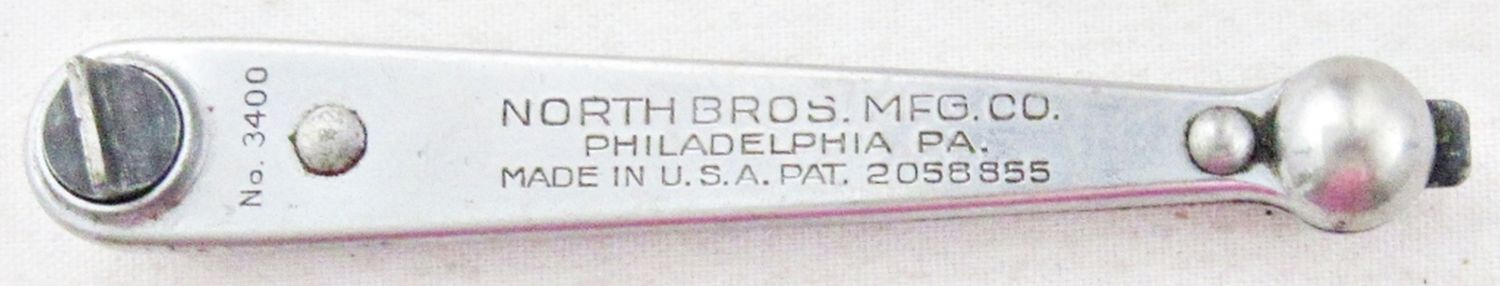 No. 3400
NORTH BROS. MFG. CO.
PHILADELPHIA PA.
MADE IN U.S.A. PAT. 2058855